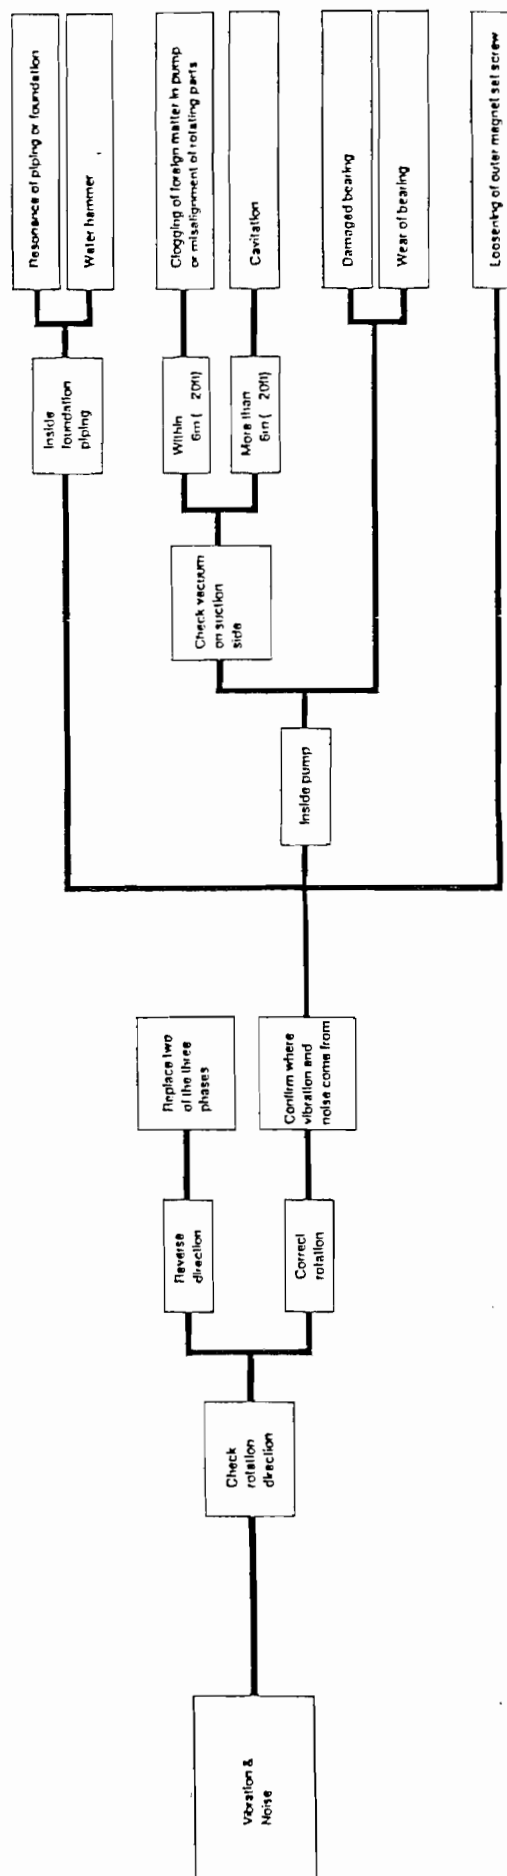 Vibration &
Noise
Check
rotation
direction
Reverse
direction
Correct
rotation
Replace two
of the three
phases
Confirm where
vibration and
noise come from
Inside pump
Inside
foundation
piping
Check vacuum
on suction
side
Within
6m ( 20ft)
More than
6m ( 20ft)
Resonance of piping or foundation
Water hammer
Clogging of foreign matter in pump
or misalignment of rotating parts
Cavitation
Damaged bearing
Wear of bearing
Loosening of outer magnet set screw